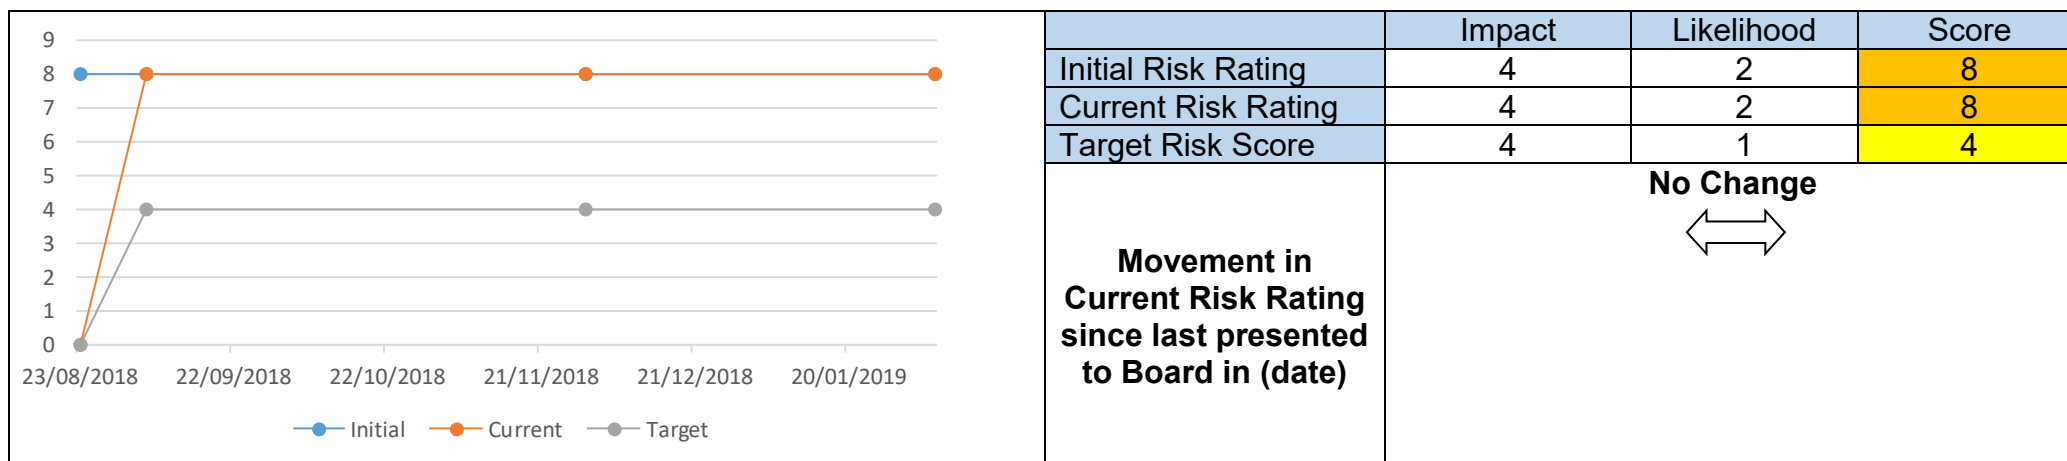 9
8
7
6
5
4
3
2
1
0
23/08/2018 22/09/2018 22/10/2018 21/11/2018 21/12/2018 20/01/2019
Initial Current Target
Impact Likelihood Score
Initial Risk Rating 4 2 8
Current Risk Rating 4 2 8
Target Risk Score 4 1 4
Movement in
Current Risk Rating
since last presented
to Board in (date)
No Change